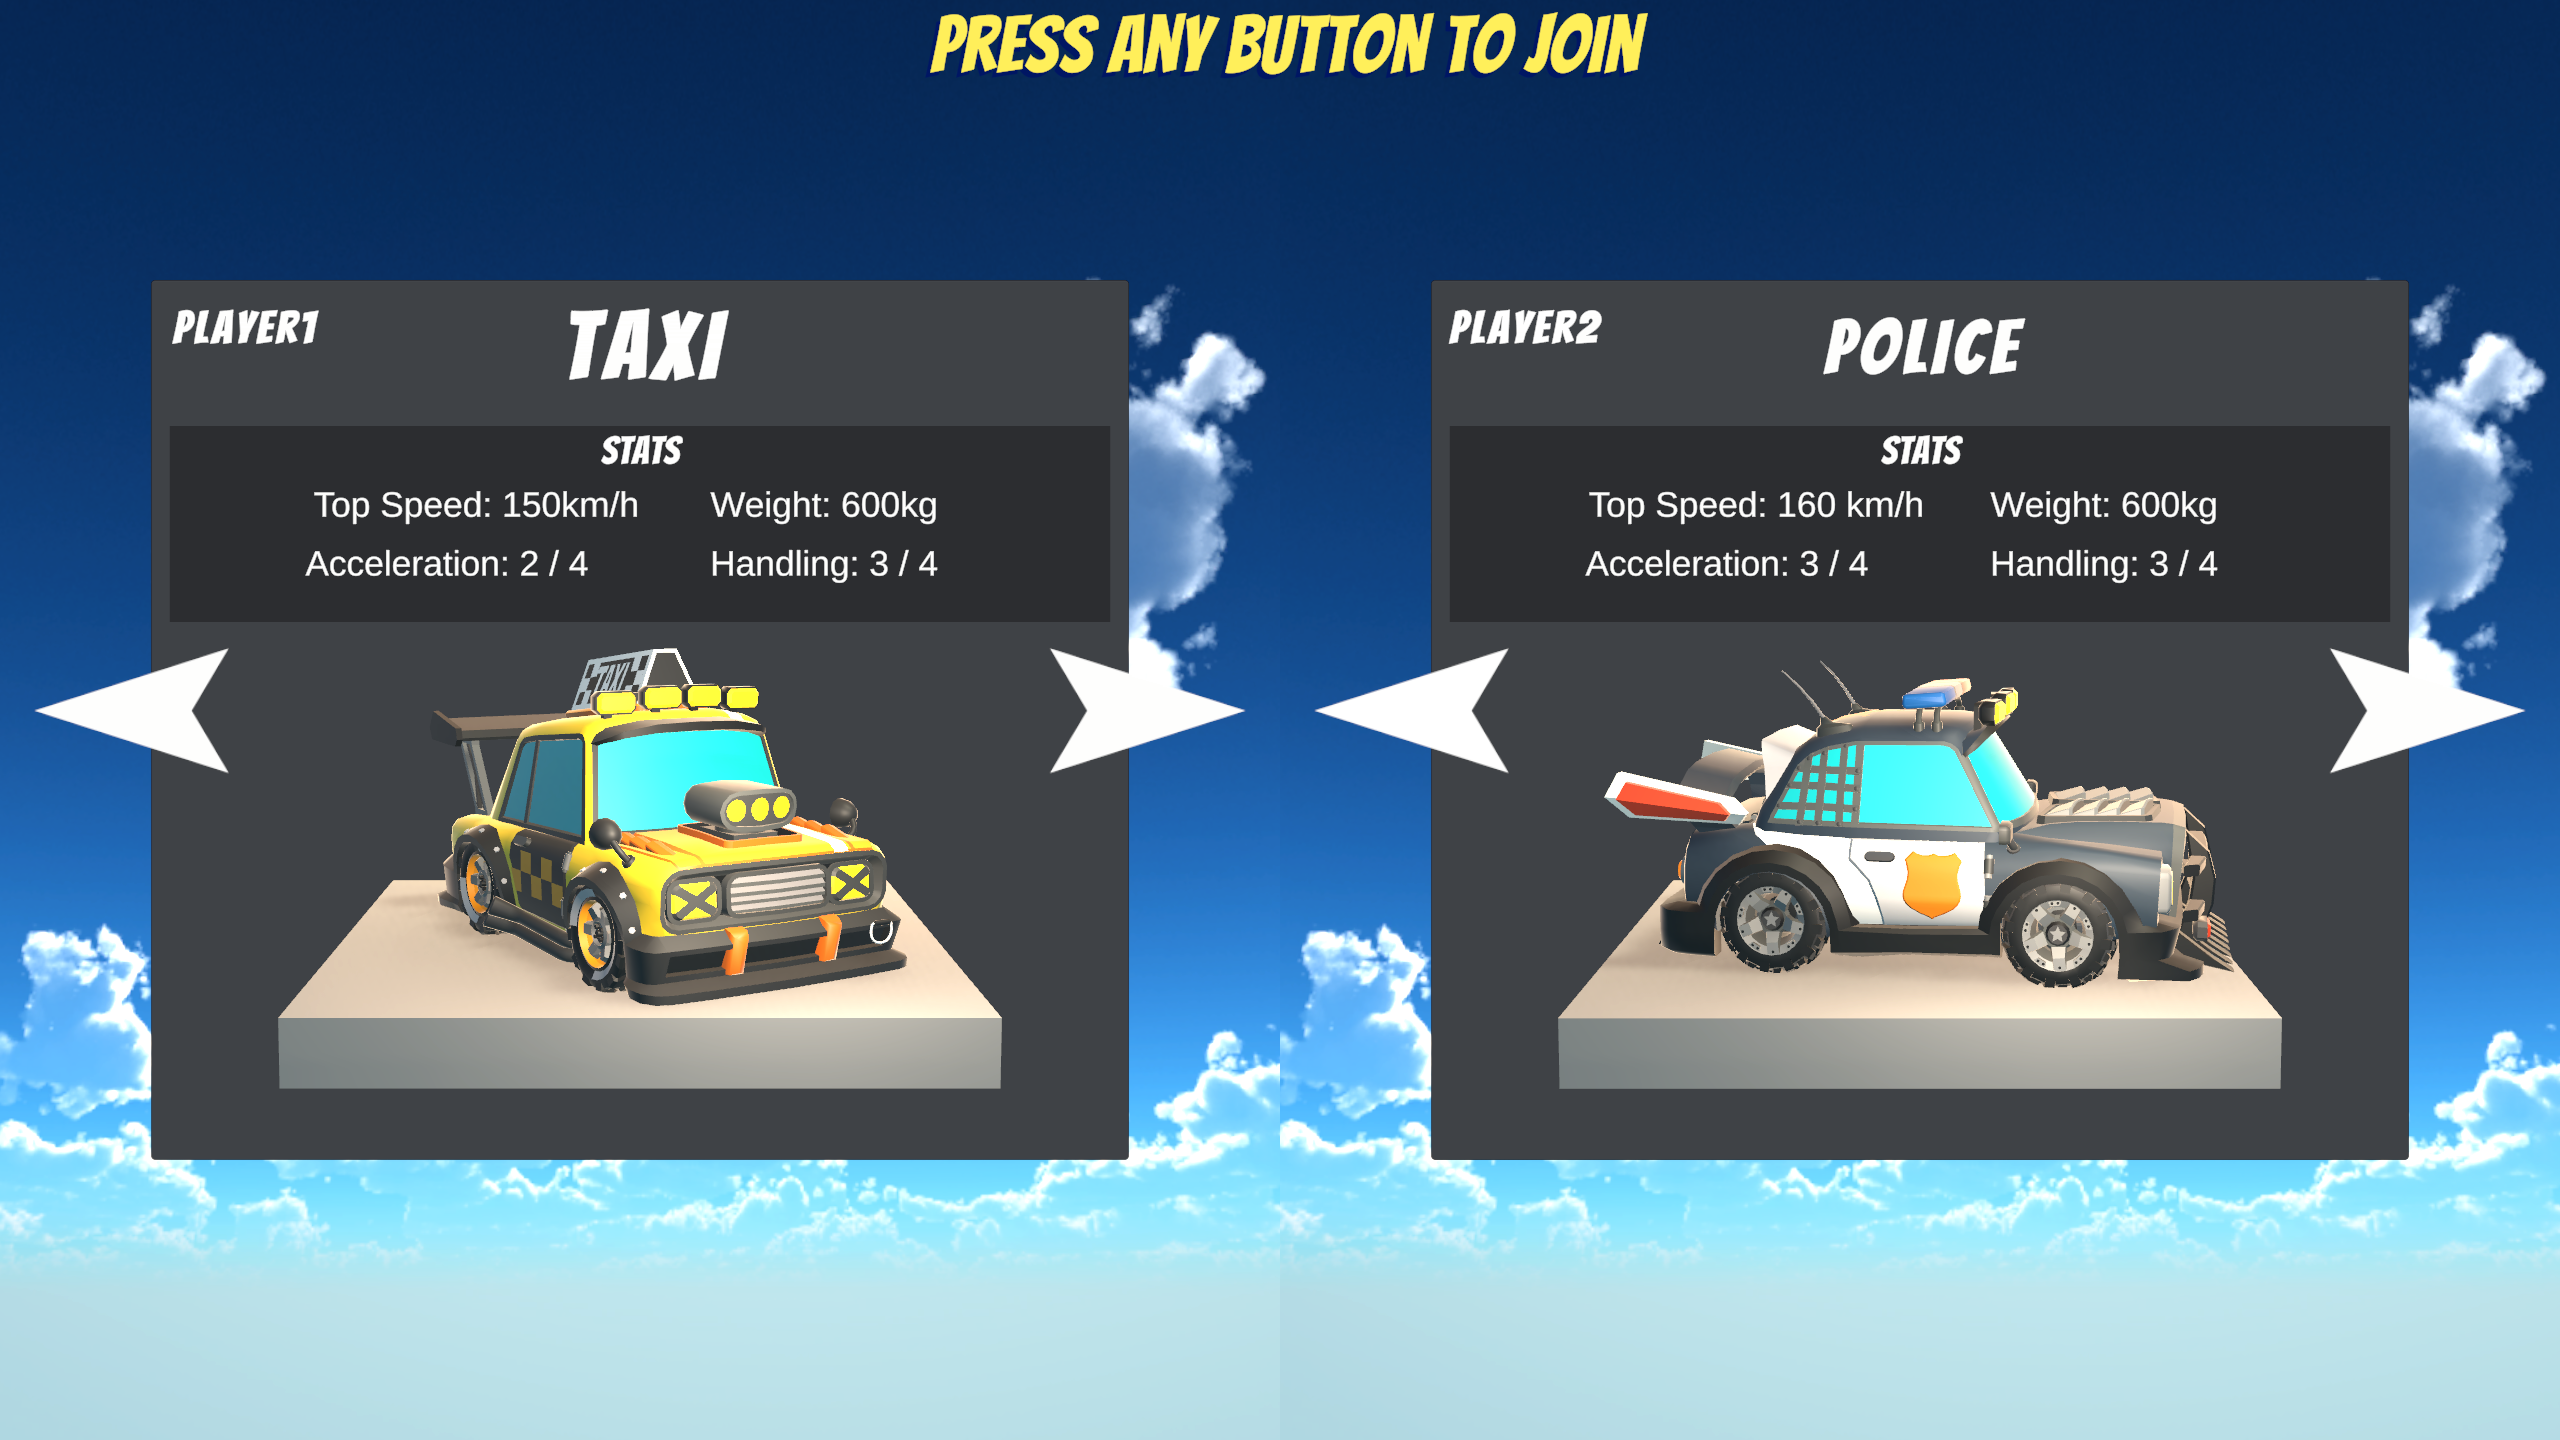 PRESS ANY BUTTON TO JOIN
PLAYER1
TAXI
STATS
Top Speed: 150km/h Weight: 600kg
Acceleration: 2 / 4 Handling: 3 / 4
TAXI
PLAYER2
POLICE
STATS
Top Speed: 160 km/h Weight: 600kg
Acceleration: 3 / 4 Handling: 3 / 4